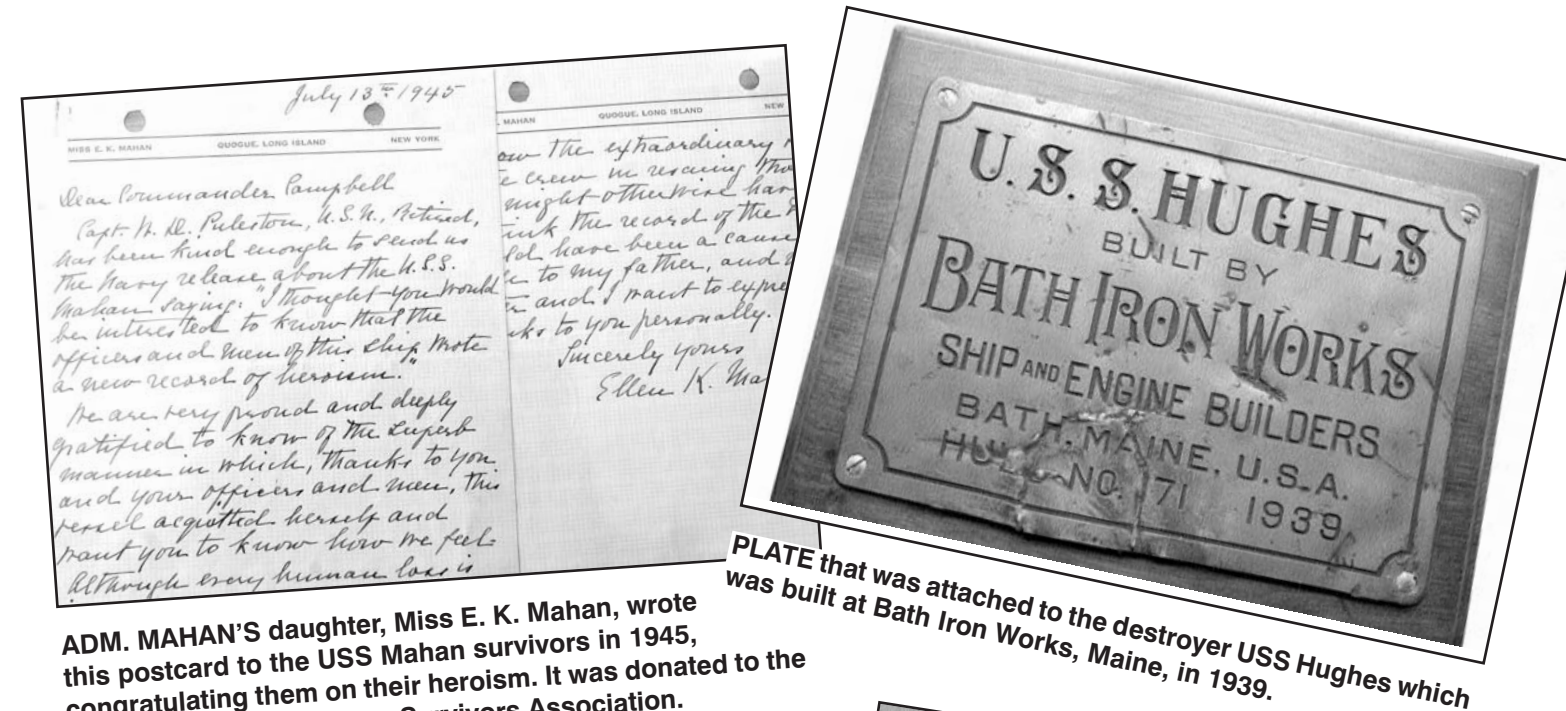 July 13th 1945
MISS E. K. MAHAN QUOGUE, LONG ISLAND NEW YORK
Dear Commander Campbell
Capt. W. D. Puleston, U.S.N., Retired,
has been kind enough to send us
the Navy release about the U.S.S.
Mahan saying: "I thought you would
be interested to know that the
officers and men of this ship wrote
a new record of heroism."
We are very proud and deeply
gratified to know of the superb
manner in which, thanks to you
and your officers and men, this
vessel acquitted herself and
want you to know how we feel.
Although every human loss is
MAHAN QUOGUE, LONG ISLAND NEW
the extraordinary
crew in rescuing
might otherwise
the record of the
have been a cause
to my father, and
and I want to
to you personally.
Sincerely yours
Ellen K.
ADM. MAHAN'S daughter, Miss E. K. Mahan, wrote
this postcard to the USS Mahan survivors in 1945,
congratulating them on their heroism. It was donated to the
Survivors Association.
U.S.S. HUGHES
BUILT BY
BATH IRON WORKS
SHIP AND ENGINE BUILDERS
BATH, MAINE, U.S.A.
HULL NO. 171 1939
PLATE that was attached to the destroyer USS Hughes which
was built at Bath Iron Works, Maine, in 1939.